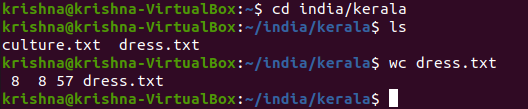 krishna@krishna-VirtualBox:~$ cd india/kerala
krishna@krishna-VirtualBox:~/india/kerala$ ls
culture.txt  dress.txt
krishna@krishna-VirtualBox:~/india/kerala$ wc dress.txt
 8  8 57 dress.txt
krishna@krishna-VirtualBox:~/india/kerala$